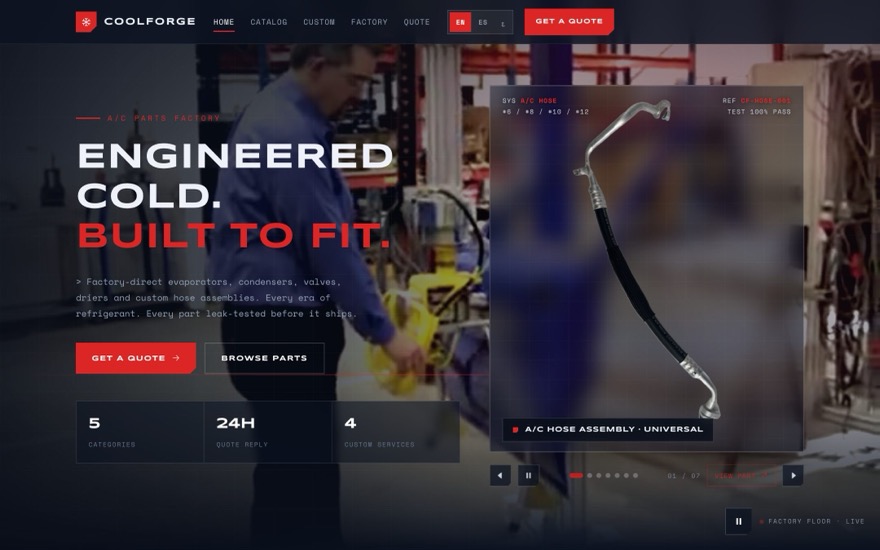 COOLFORGE
HOME CATALOG CUSTOM FACTORY QUOTE
EN ES
GET A QUOTE
A/C PARTS FACTORY
ENGINEERED
COLD.
BUILT TO FIT.
> Factory-direct evaporators, condensers, valves,
driers and custom hose assemblies. Every era of
refrigerant. Every part leak-tested before it ships.
GET A QUOTE →
BROWSE PARTS
5
CATEGORIES
24H
QUOTE REPLY
4
CUSTOM SERVICES
SYS A/C HOSE
*6 / *8 / *10 / *12
REF CF-HOSE-001
TEST 100% PASS
A/C HOSE ASSEMBLY · UNIVERSAL
01 / 07
FACTORY FLOOR · LIVE